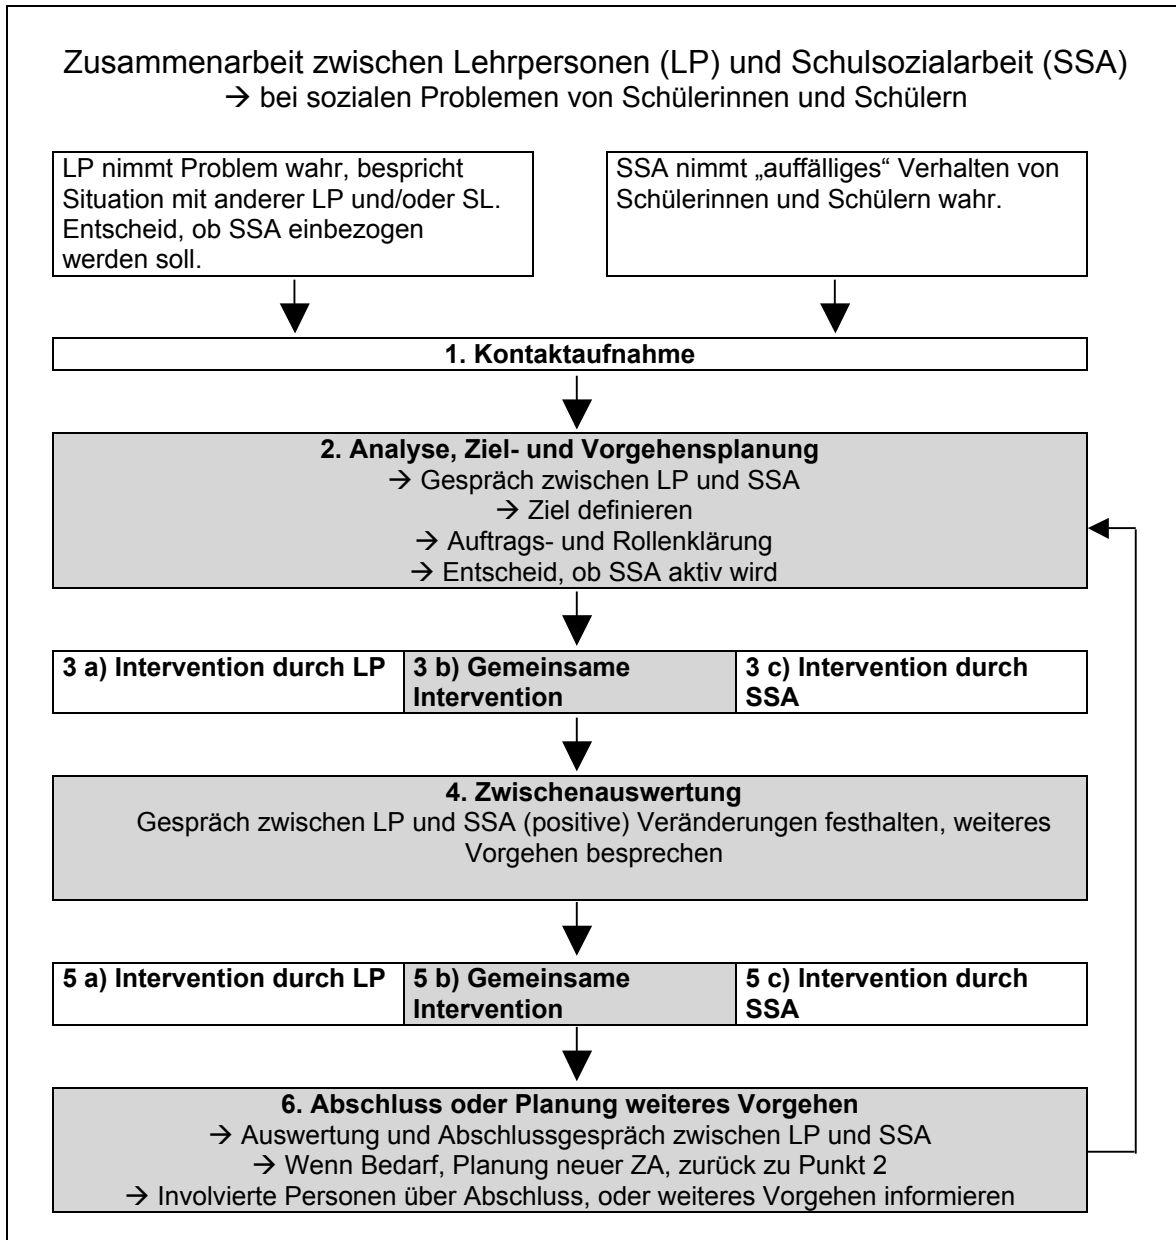 Zusammenarbeit zwischen Lehrpersonen (LP) und Schulsozialarbeit (SSA)
→ bei sozialen Problemen von Schülerinnen und Schülern
LP nimmt Problem wahr, bespricht
Situation mit anderer LP und/oder SL.
Entscheid, ob SSA einbezogen
werden soll.
SSA nimmt „auffälliges“ Verhalten von
Schülerinnen und Schülern wahr.
1. Kontaktaufnahme
2. Analyse, Ziel- und Vorgehensplanung
→ Gespräch zwischen LP und SSA
→ Ziel definieren
→ Auftrags- und Rollenklärung
→ Entscheid, ob SSA aktiv wird
3 a) Intervention durch LP
3 b) Gemeinsame
Intervention
3 c) Intervention durch
SSA
4. Zwischenauswertung
Gespräch zwischen LP und SSA (positive) Veränderungen festhalten, weiteres
Vorgehen besprechen
5 a) Intervention durch LP
5 b) Gemeinsame
Intervention
5 c) Intervention durch
SSA
6. Abschluss oder Planung weiteres Vorgehen
→ Auswertung und Abschlussgespräch zwischen LP und SSA
→ Wenn Bedarf, Planung neuer ZA, zurück zu Punkt 2
→ Involvierte Personen über Abschluss, oder weiteres Vorgehen informieren